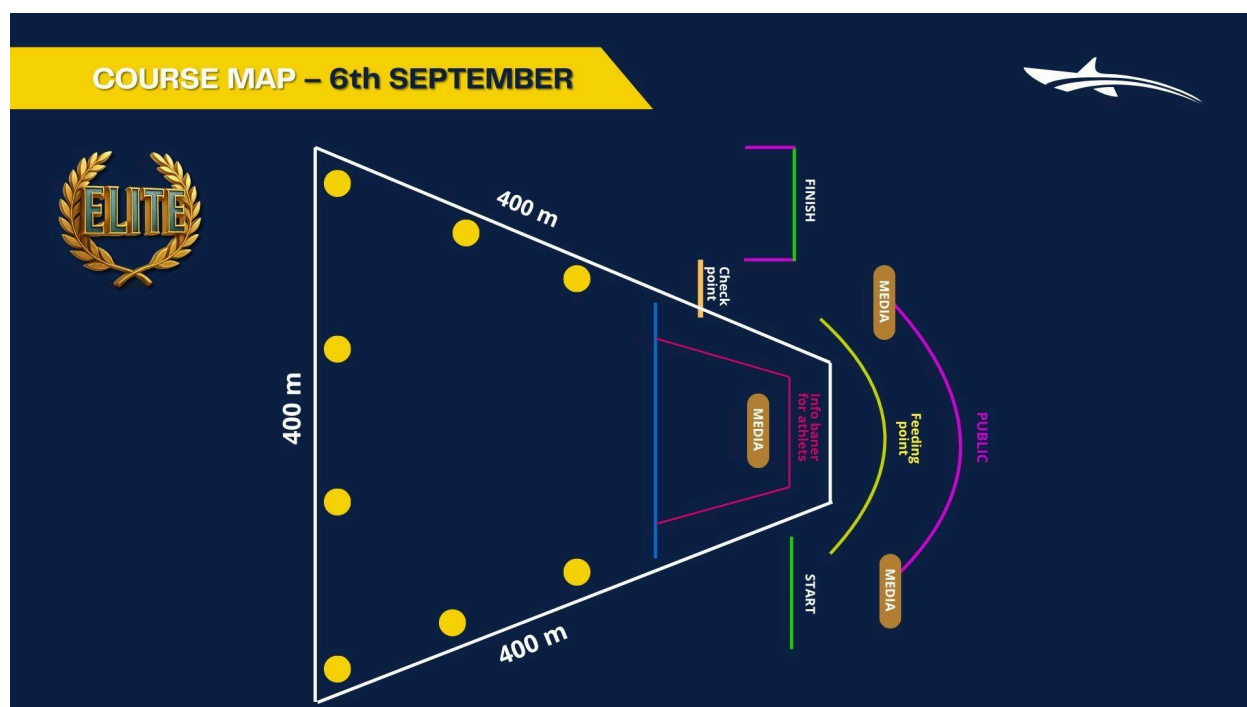 COURSE MAP – 6th SEPTEMBER
ELITE
400 m
FINISH
Check
point
MEDIA
400 m
MEDIA
Info baner
for athlets
Feeding
point
PUBLIC
START
MEDIA
400 m